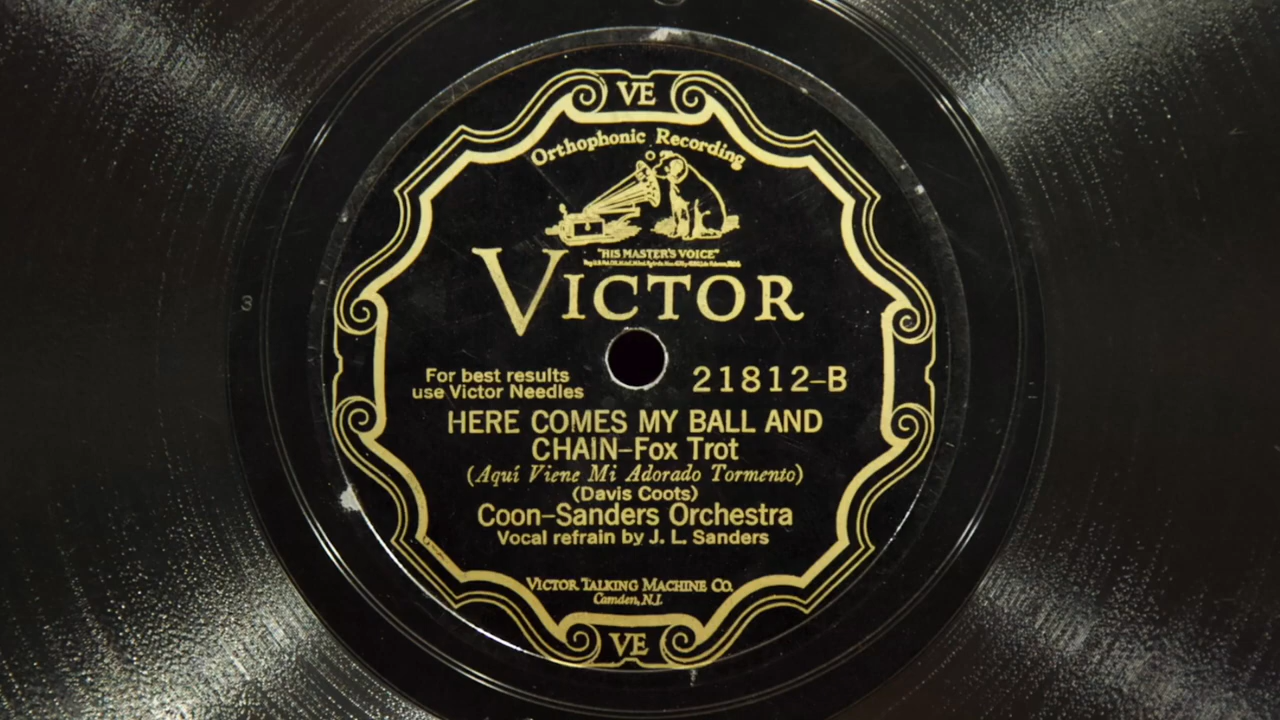 VE
Orthophonic Recording
"HIS MASTER'S VOICE"
VICTOR
For best results
use Victor Needles
21812-B
HERE COMES MY BALL AND
CHAIN-Fox Trot
(Aquí Viene Mi Adorado Tormento)
(Davis Coots)
Coon-Sanders Orchestra
Vocal refrain by J. L. Sanders
VICTOR TALKING MACHINE CO.
Camden, N.J.
VE
3